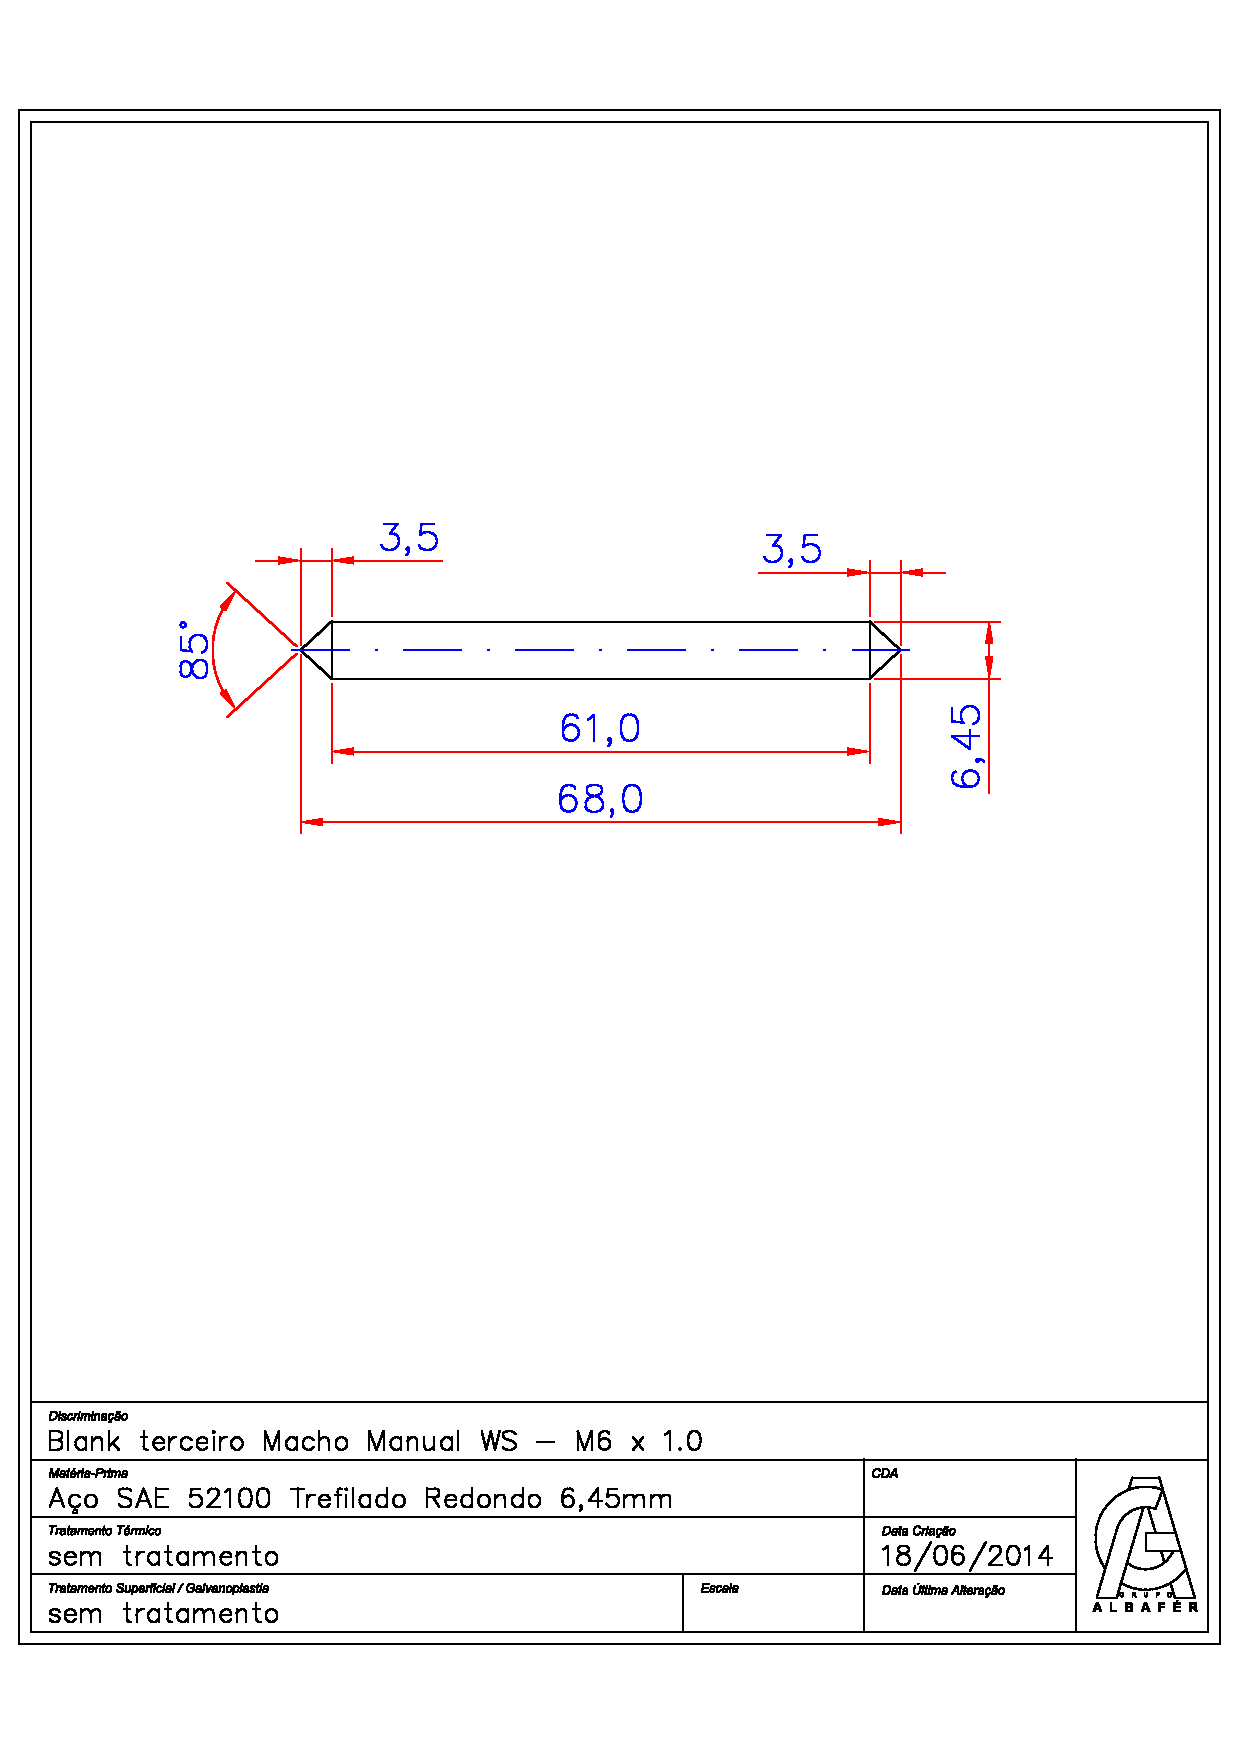 3,5
3,5
85°
61,0
6,45
68,0
Discriminação
Blank terceiro Macho Manual WS – M6 x 1.0
Matéria-Prima
CDA
Aço SAE 52100 Trefilado Redondo 6,45mm
Tratamento Térmico
Data Criação
sem tratamento
18/06/2014
Tratamento Superficial / Galvanoplastia
Escala
Data Última Alteração
sem tratamento
GRUPO
ALBAFÉR